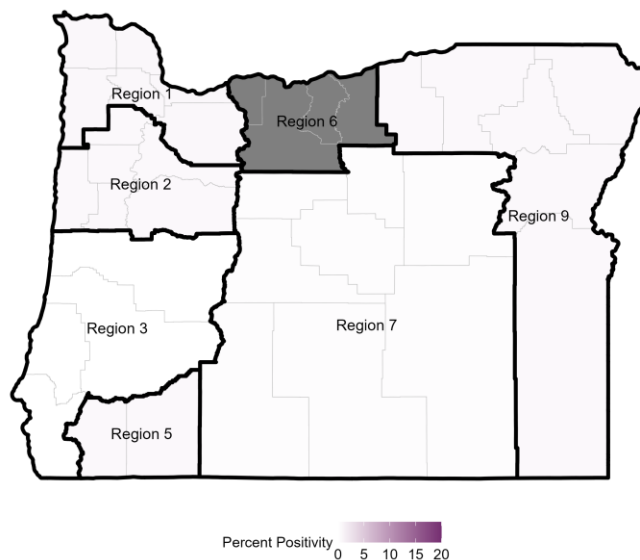 Region 1
Region 6
Region 2
Region 9
Region 3
Region 7
Region 5
Percent Positivity
0 5 10 15 20